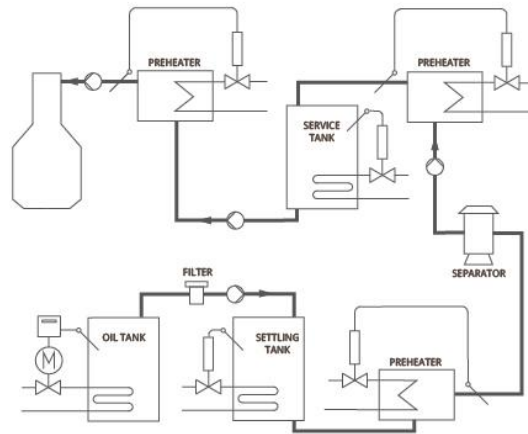 PREHEATER
PREHEATER
SERVICE
TANK
SEPARATOR
FILTER
OIL TANK
M
SETTLING
TANK
PREHEATER